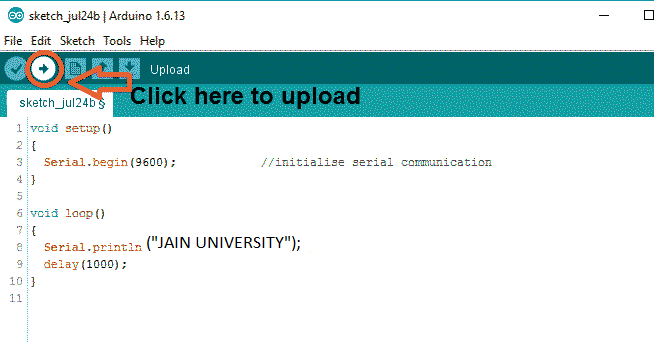 sketch_jul24b | Arduino 1.6.13
File Edit Sketch Tools Help
Upload
Click here to upload
sketch_jul24b §
1 void setup()
2 {
3 Serial.begin(9600); //initialise serial communication
4 }
5
6 void loop()
7 {
8 Serial.println ("JAIN UNIVERSITY");
9 delay(1000);
10 }
11